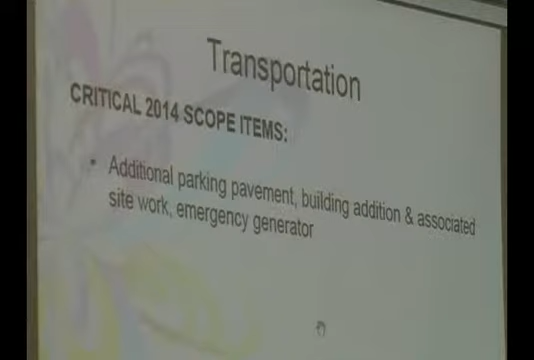 Transportation
CRITICAL 2014 SCOPE ITEMS:
• Additional parking pavement, building addition & associated
site work, emergency generator